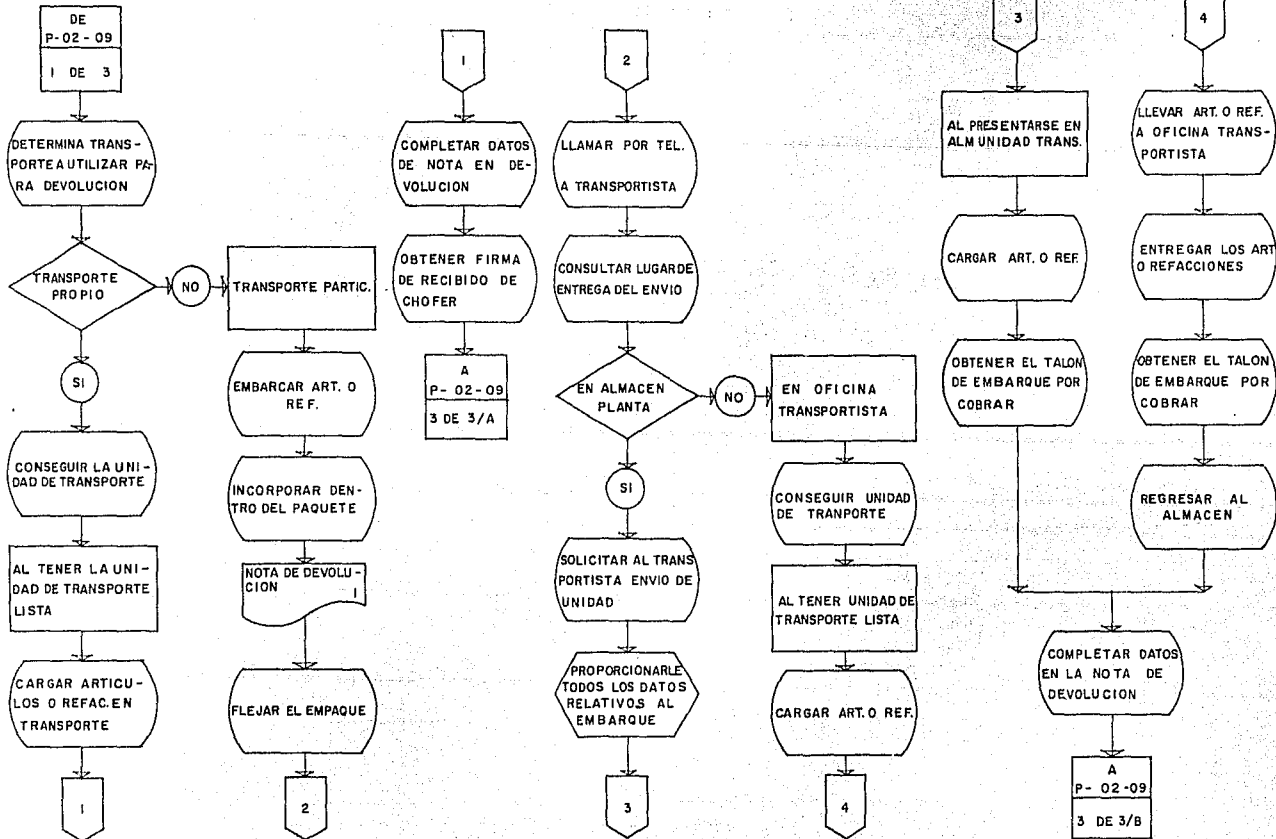 DE
P-02-09
1 DE 3
DETERMINA TRANS-
PORTE A UTILIZAR PA-
RA DEVOLUCION
TRANSPORTE
PROPIO
NO
TRANSPORTE PARTIC.
SI
CONSEGUIR LA UNI-
DAD DE TRANSPORTE
AL TENER LA UNI-
DAD DE TRANSPORTE
LISTA
CARGAR ARTICU-
LOS O REFAC. EN
TRANSPORTE
1
EMBARCAR ART. O
REF.
INCORPORAR DEN-
TRO DEL PAQUETE
NOTA DE DEVOLU-
CION 1
FLEJAR EL EMPAQUE
2
1
COMPLETAR DATOS
DE NOTA EN DE-
VOLUCION
OBTENER FIRMA
DE RECIBIDO DE
CHOFER
A
P-02-09
3 DE 3/A
2
LLAMAR POR TEL.
A TRANSPORTISTA
CONSULTAR LUGAR DE
ENTREGA DEL ENVIO
EN ALMACEN
PLANTA
NO
EN OFICINA
TRANSPORTISTA
SI
SOLICITAR AL TRANS
PORTISTA ENVIO DE
UNIDAD
PROPORCIONARLE
TODOS LOS DATOS
RELATIVOS AL
EMBARQUE
3
CONSEGUIR UNIDAD
DE TRANPORTE
AL TENER UNIDAD DE
TRANSPORTE LISTA
CARGAR ART. O REF.
4
3
AL PRESENTARSE EN
ALM UNIDAD TRANS.
CARGAR ART. O REF.
OBTENER EL TALON
DE EMBARQUE POR
COBRAR
4
LLEVAR ART. O REF.
A OFICINA TRANS-
PORTISTA
ENTREGAR LOS ART
O REFACCIONES
OBTENER EL TALON
DE EMBARQUE POR
COBRAR
REGRESAR AL
ALMACEN
COMPLETAR DATOS
EN LA NOTA DE
DEVOLUCION
A
P-02-09
3 DE 3/B